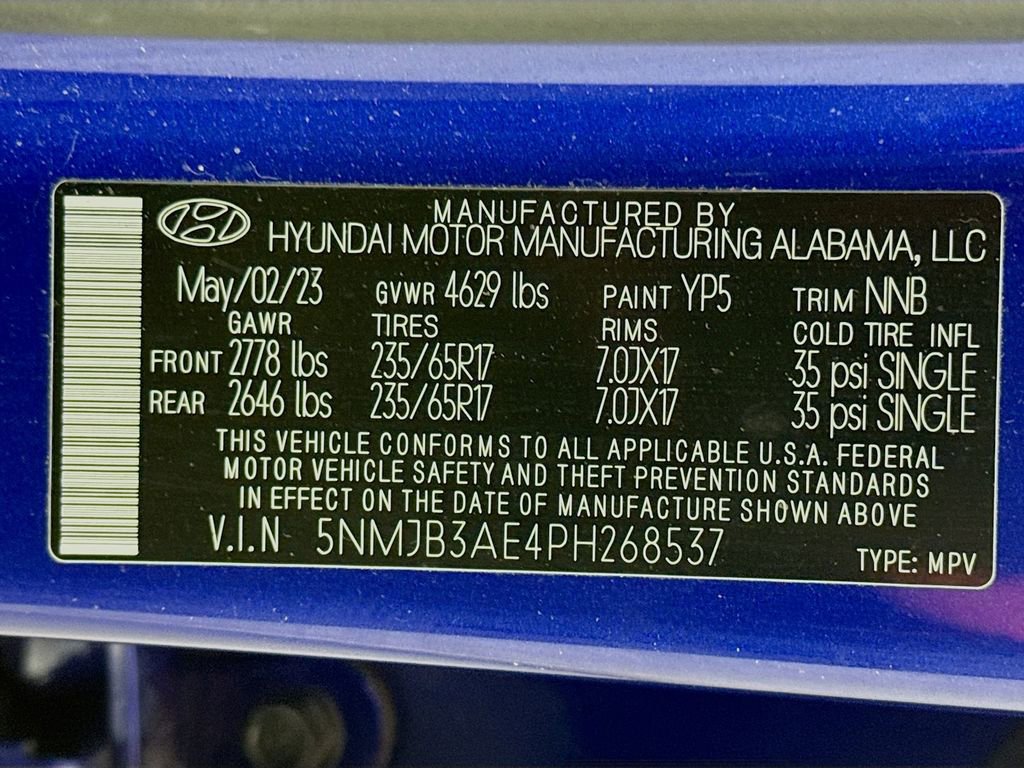 MANUFACTURED BY
HYUNDAI MOTOR MANUFACTURING ALABAMA, LLC
May/02/23 GVWR 4629 lbs PAINT YP5 TRIM NNB
GAWR TIRES RIMS COLD TIRE INFL
FRONT 2778 lbs 235/65R17 7.0JX17 35 psi SINGLE
REAR 2646 lbs 235/65R17 7.0JX17 35 psi SINGLE
THIS VEHICLE CONFORMS TO ALL APPLICABLE U.S.A. FEDERAL
MOTOR VEHICLE SAFETY AND THEFT PREVENTION STANDARDS
IN EFFECT ON THE DATE OF MANUFACTURE SHOWN ABOVE
V.I.N 5NMJB3AE4PH268537 TYPE: MPV